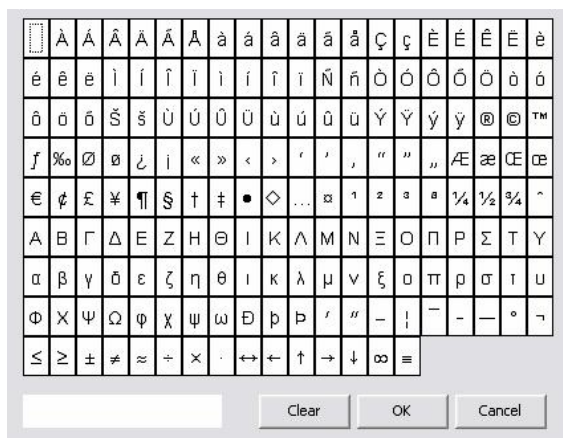 À Á Â Ä Ã Å à á â ä ã å Ç ç È É Ê Ë è
é ê ë Ì Í Î Ï ì í î ï Ñ ñ Ò Ó Ô Õ Ö ò ó
ô ö õ Š š Ù Ú Û Ü ù ú û ü Ý Ÿ ý ÿ ® © ™
ƒ ‰ Ø ø ¿ ¡ « » ‹ › ‘ ’ ‚ “ ” „ Æ æ Œ œ
€ ¢ £ ¥ ¶ § † ‡ • ◇ … ¤ ¹ ² ³ ª ¼ ½ ¾ ˆ
Α Β Γ Δ Ε Ζ Η Θ Ι Κ Λ Μ Ν Ξ Ο Π Ρ Σ Τ Υ
α β γ δ ε ζ η θ ι κ λ μ ν ξ ο π ρ σ τ υ
Φ Χ Ψ Ω φ χ ψ ω Ð þ Þ ′ ″ – ¦ ¯ - — ° ¬
≤ ≥ ± ≠ ≈ ÷ × · ↔ ← ↑ → ↓ ∞ ≡
Clear OK Cancel